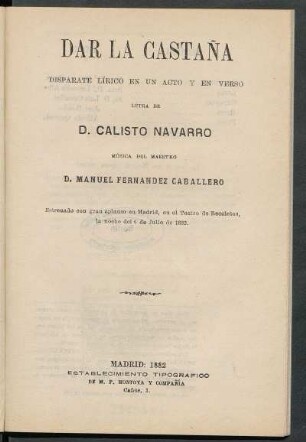 DAR LA CASTAÑA
DISPARATE LÍRICO EN UN ACTO Y EN VERSO
LETRA DE
D. CALISTO NAVARRO
MÚSICA DEL MAESTRO
D. MANUEL FERNANDEZ CABALLERO
Estrenado con gran aplauso en Madrid, en el Teatro de Recoletos,
la noche del 6 de Julio de 1882.
MADRID: 1882
ESTABLECIMIENTO TIPOGRÁFICO
DE M. P. MONTOYA Y COMPAÑÍA
Caños, 1.